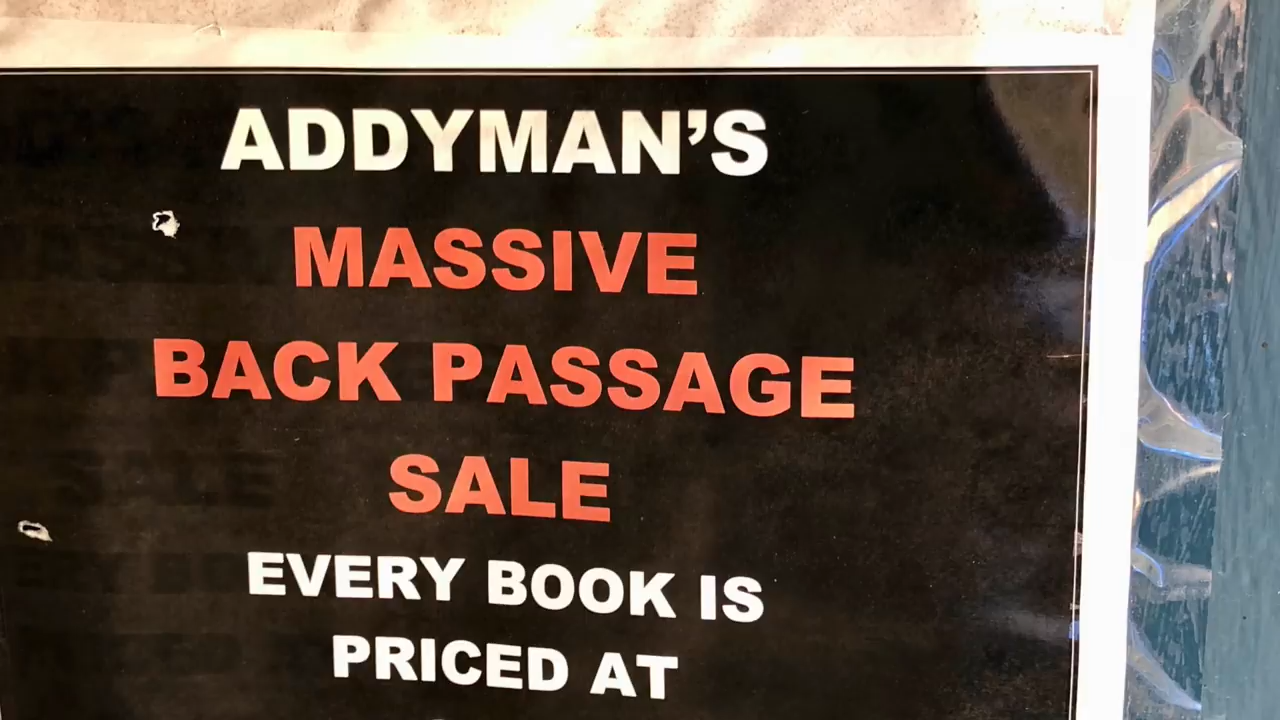 ADDYMAN’S
MASSIVE
BACK PASSAGE
SALE
EVERY BOOK IS
PRICED AT